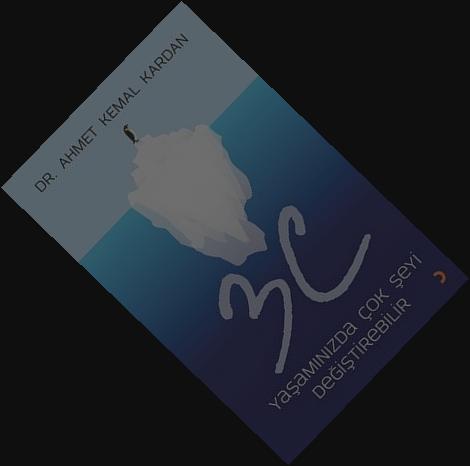 DR. AHMET KEMAL KARDAN
3C
YAŞAMINIZDA ÇOK ŞEYİ
DEĞİŞTİREBİLİR